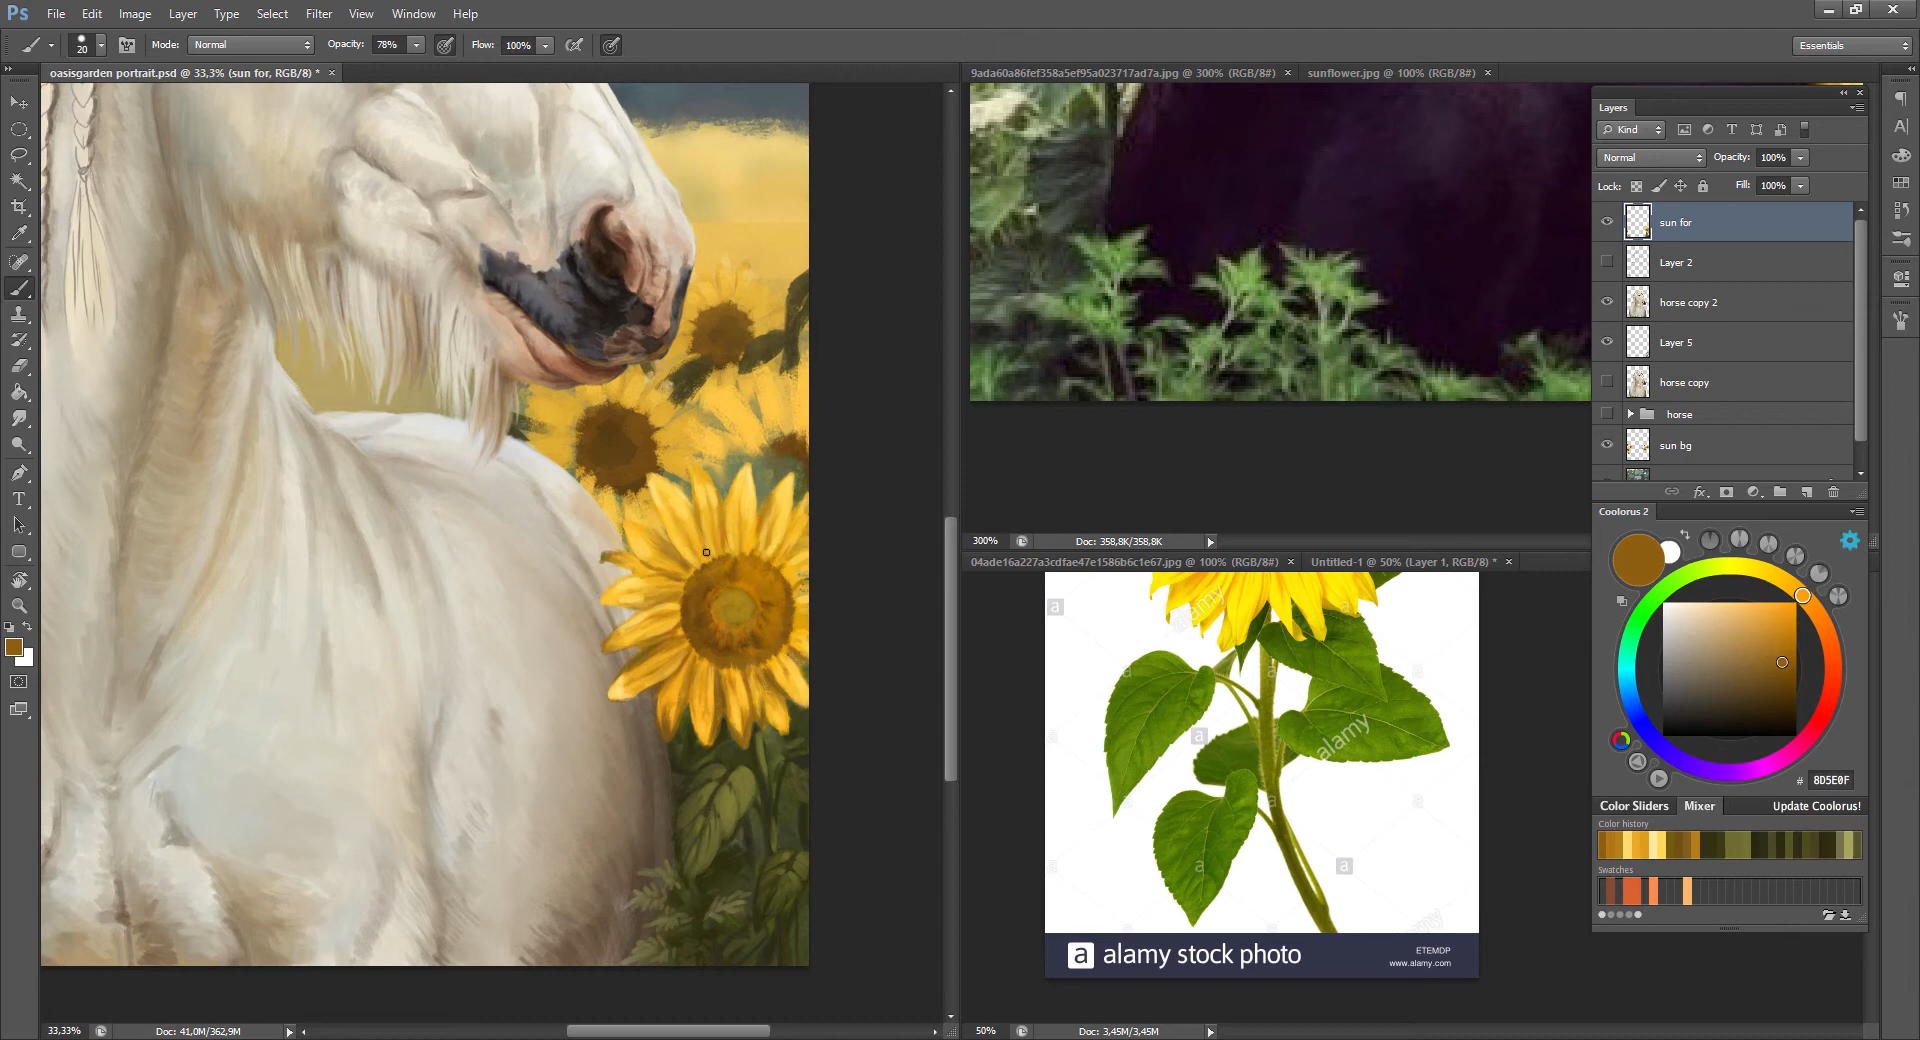 Ps File Edit Image Layer Type Select Filter View Window Help
20 Mode: Normal Opacity: 78% Flow: 100% Essentials
oasisgarden portrait.psd @ 33,3% (sun for, RGB/8) *
9ada60a86fef358a5ef95a023717ad7a.jpg @ 300% (RGB/8#)
sunflower.jpg @ 100% (RGB/8#)
Layers
Kind
Normal Opacity: 100%
Lock: Fill: 100%
sun for
Layer 2
horse copy 2
Layer 5
horse copy
horse
sun bg
fx
Coolorus 2
# 8D5E0F
Color Sliders Mixer Update Coolorus!
Color history
Swatches
300% Doc: 358,8K/358,8K
04ade16a227a3cdfae47e1586b6c1e67.jpg @ 100% (RGB/8#)
Untitled-1 @ 50% (Layer 1, RGB/8) *
alamy
alamy
a alamy stock photo
ETEMDP
www.alamy.com
33,33% Doc: 41,0M/362,9M
50% Doc: 3,45M/3,45M